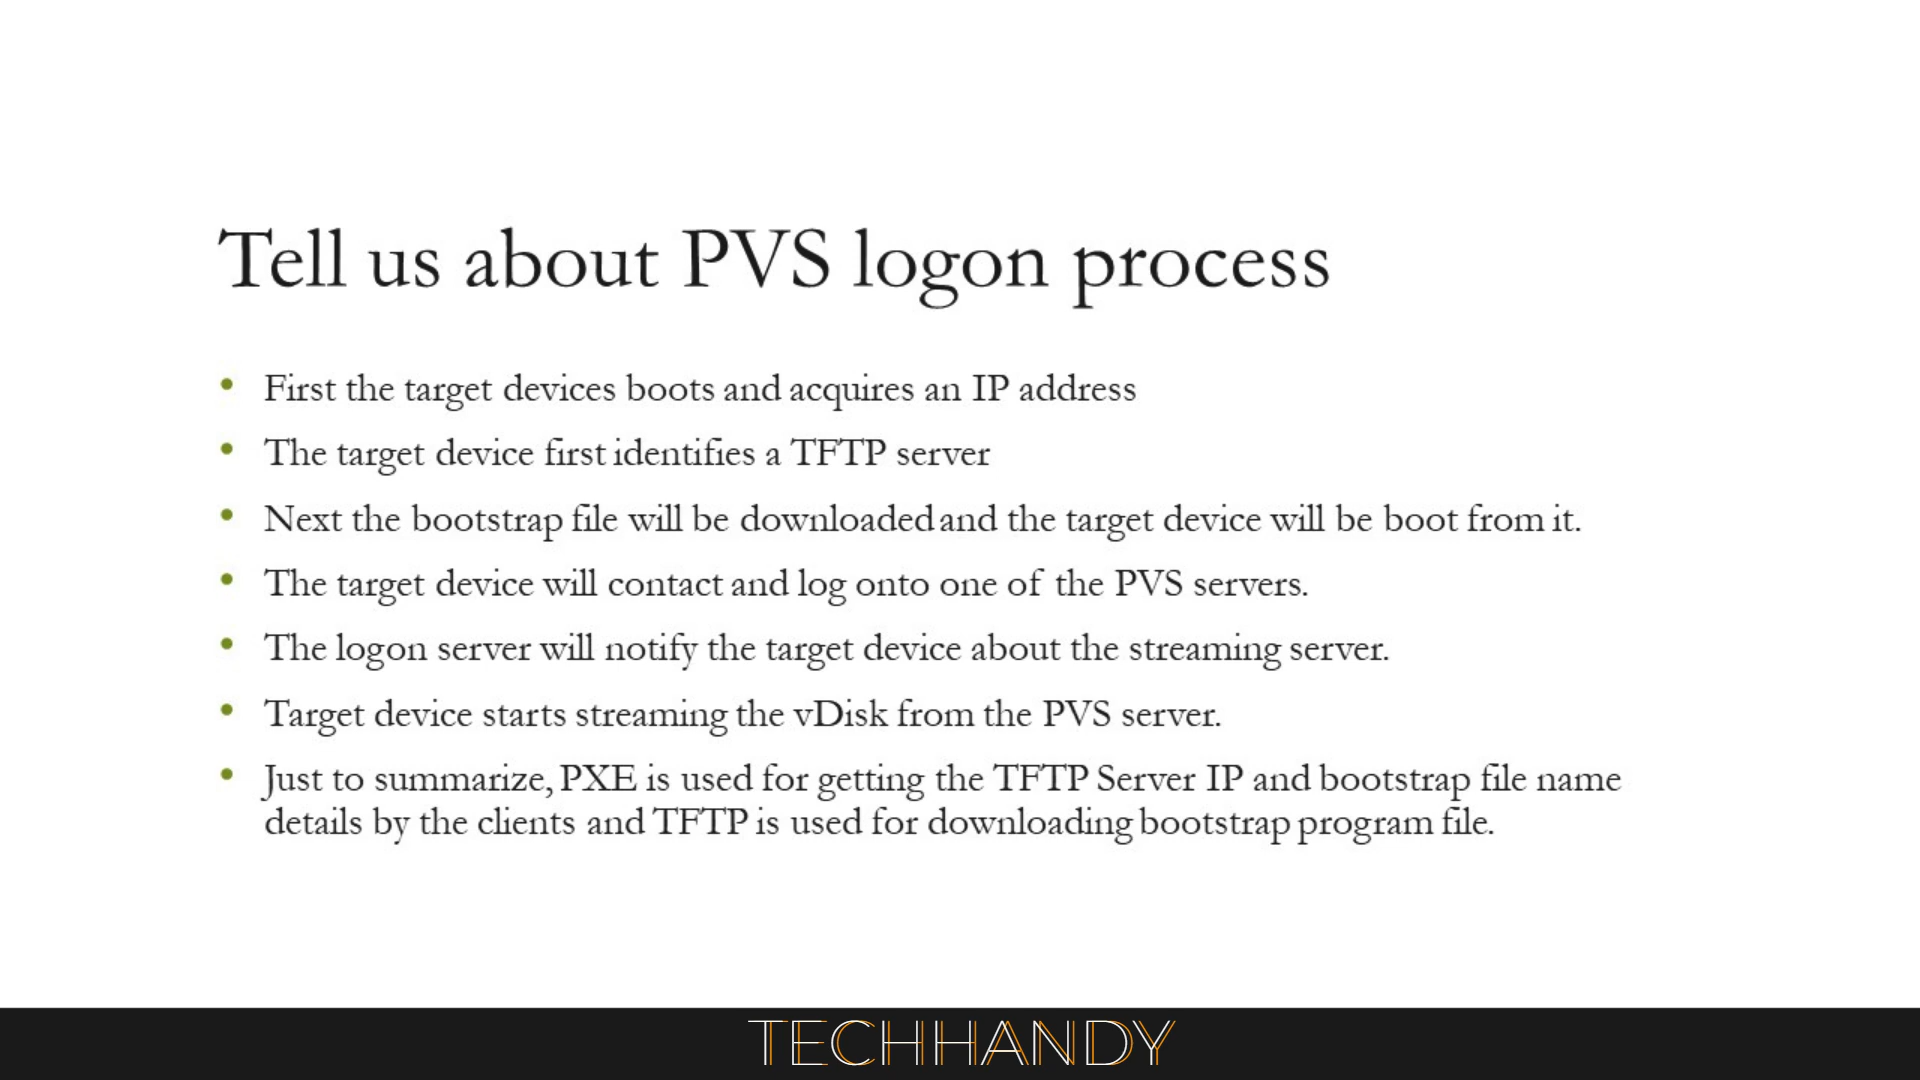 Tell us about PVS logon process
• First the target devices boots and acquires an IP address
• The target device first identifies a TFTP server
• Next the bootstrap file will be downloaded and the target device will be boot from it.
• The target device will contact and log onto one of the PVS servers.
• The logon server will notify the target device about the streaming server.
• Target device starts streaming the vDisk from the PVS server.
• Just to summarize, PXE is used for getting the TFTP Server IP and bootstrap file name
details by the clients and TFTP is used for downloading bootstrap program file.
TECHHANDY